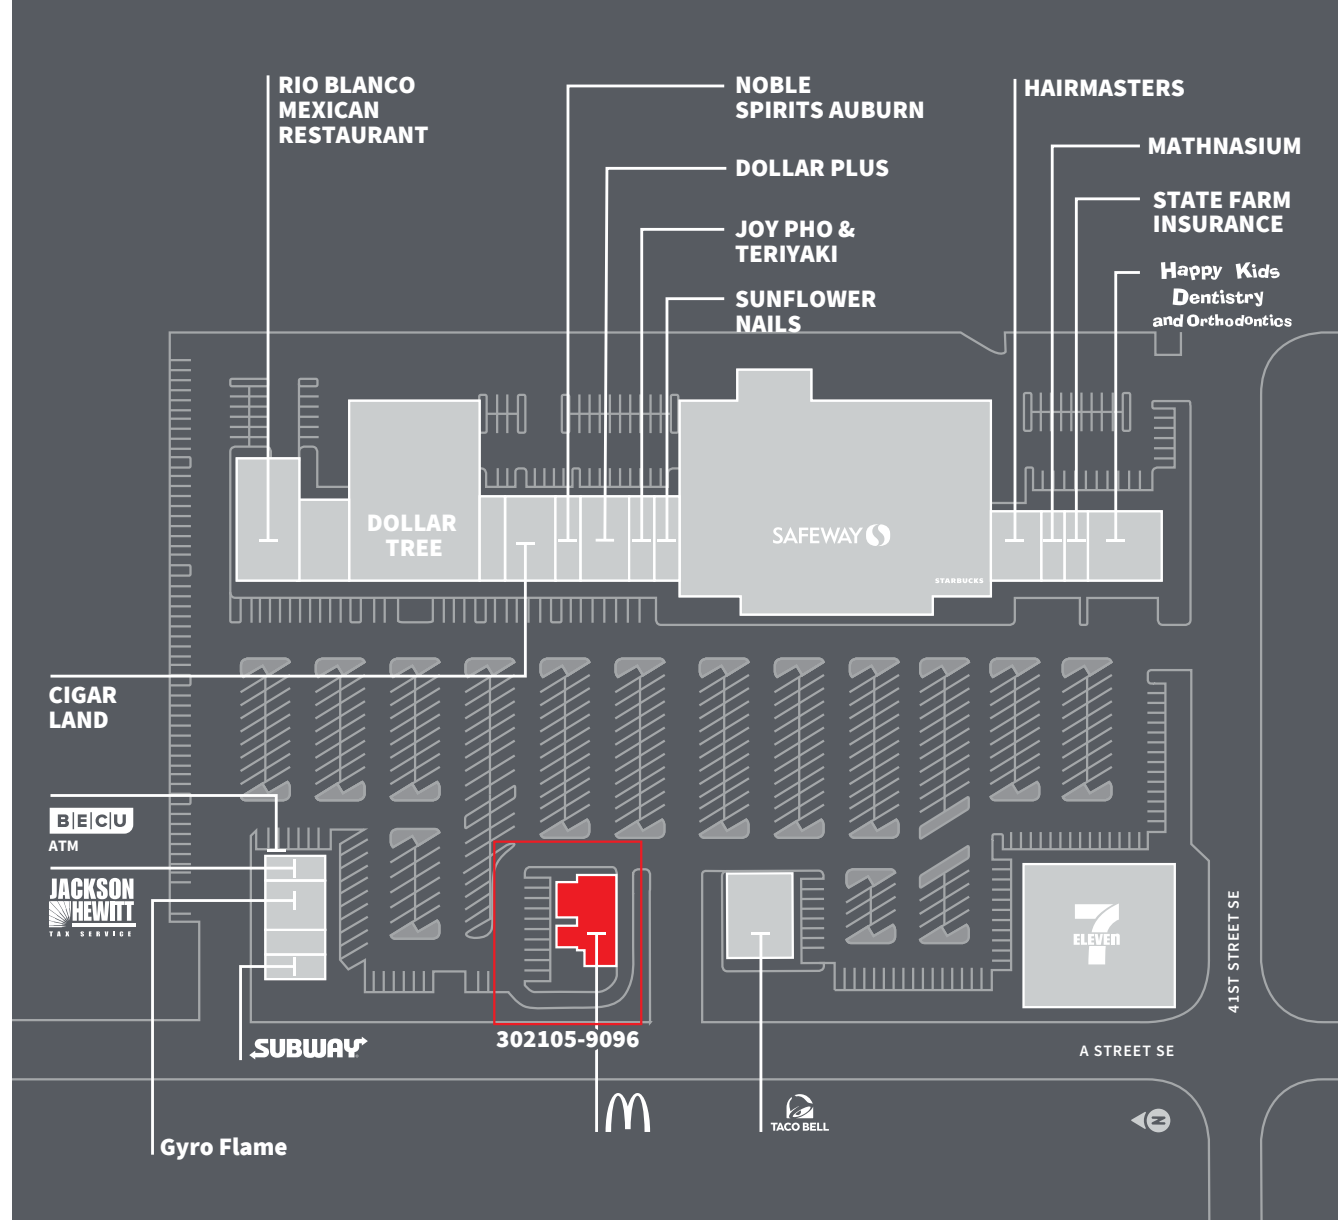 RIO BLANCO
MEXICAN
RESTAURANT
NOBLE
SPIRITS AUBURN
DOLLAR PLUS
JOY PHO &
TERIYAKI
SUNFLOWER
NAILS
HAIRMASTERS
MATHNASIUM
STATE FARM
INSURANCE
Happy Kids
Dentistry
and Orthodontics
DOLLAR
TREE
SAFEWAY
STARBUCKS
CIGAR
LAND
BECU
ATM
JACKSON
HEWITT
TAX SERVICE
7
ELEVEn
41ST STREET SE
A STREET SE
302105-9096
SUBWAY
TACO BELL
N
Gyro Flame